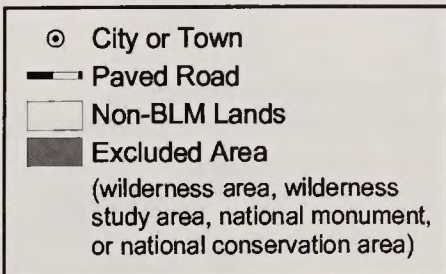 City or Town
Paved Road
Non-BLM Lands
Excluded Area
(wilderness area, wilderness
study area, national monument,
or national conservation area)